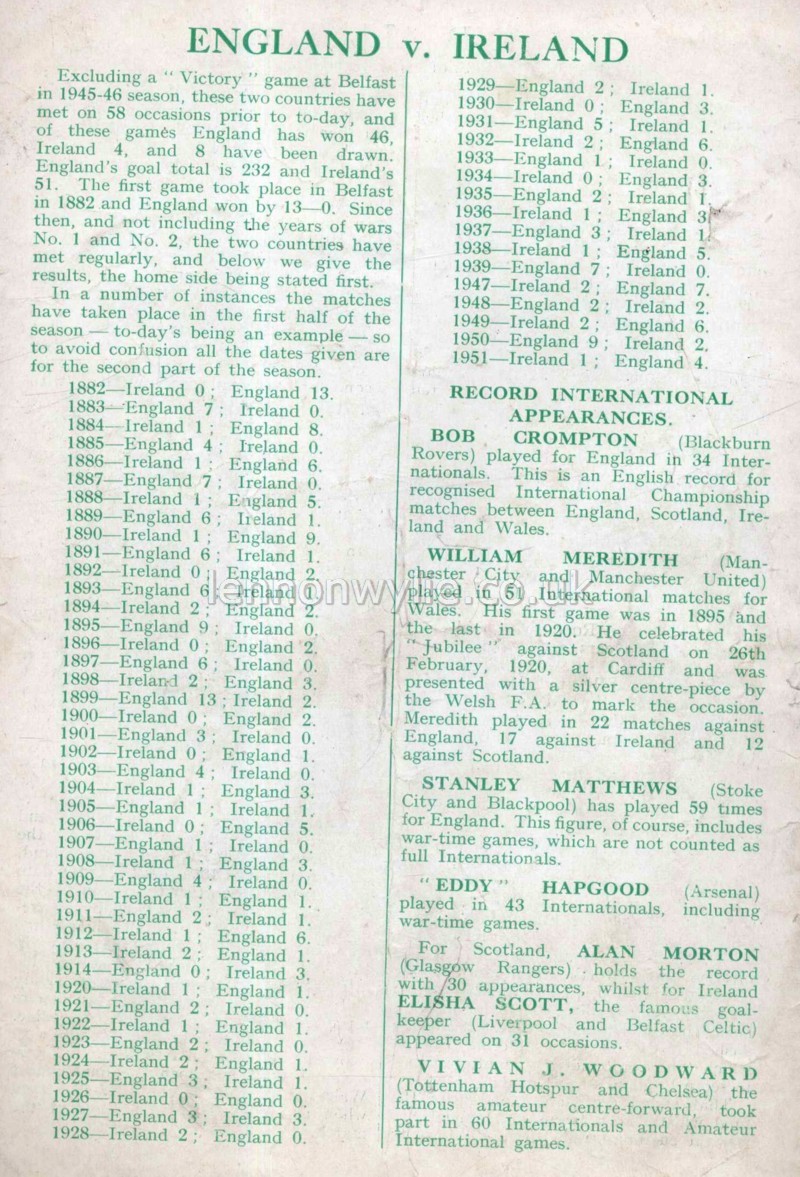 ENGLAND v. IRELAND
Excluding a " Victory " game at Belfast
in 1945-46 season, these two countries have
met on 58 occasions prior to to-day, and
of these games England has won 46,
Ireland 4, and 8 have been drawn.
England's goal total is 232 and Ireland's
51. The first game took place in Belfast
in 1882 and England won by 13—0. Since
then, and not including the years of wars
No. 1 and No. 2, the two countries have
met regularly, and below we give the
results, the home side being stated first.
In a number of instances the matches
have taken place in the first half of the
season — to-day's being an example — so
to avoid confusion all the dates given are
for the second part of the season.
1882—Ireland 0 ; England 13.
1883—England 7 ; Ireland 0.
1884—Ireland 1 ; England 8.
1885—England 4 ; Ireland 0.
1886—Ireland 1 ; England 6.
1887—England 7 ; Ireland 0.
1888—Ireland 1 ; England 5.
1889—England 6 ; Ireland 1.
1890—Ireland 1 ; England 9.
1891—England 6 ; Ireland 1.
1892—Ireland 0 ; England 2.
1893—England 6 ; Ireland 1.
1894—Ireland 2 ; England 2.
1895—England 9 ; Ireland 0.
1896—Ireland 0 ; England 2.
1897—England 6 ; Ireland 0.
1898—Ireland 2 ; England 3.
1899—England 13 ; Ireland 2.
1900—Ireland 0 ; England 2.
1901—England 3 ; Ireland 0.
1902—Ireland 0 ; England 1.
1903—England 4 ; Ireland 0.
1904—Ireland 1 ; England 3.
1905—England 1 ; Ireland 1.
1906—Ireland 0 ; England 5.
1907—England 1 ; Ireland 0.
1908—Ireland 1 ; England 3.
1909—England 4 ; Ireland 0.
1910—Ireland 1 ; England 1.
1911—England 2 ; Ireland 1.
1912—Ireland 1 ; England 6.
1913—Ireland 2 ; England 1.
1914—England 0 ; Ireland 3.
1920—Ireland 1 ; England 1.
1921—England 2 ; Ireland 0.
1922—Ireland 1 ; England 1.
1923—England 2 ; Ireland 0.
1924—Ireland 2 ; England 1.
1925—England 3 ; Ireland 1.
1926—Ireland 0 ; England 0.
1927—England 3 ; Ireland 3.
1928—Ireland 2 ; England 0.
1929—England 2 ; Ireland 1.
1930—Ireland 0 ; England 3.
1931—England 5 ; Ireland 1.
1932—Ireland 2 ; England 6.
1933—England 1 ; Ireland 0.
1934—Ireland 0 ; England 3.
1935—England 2 ; Ireland 1.
1936—Ireland 1 ; England 3.
1937—England 3 ; Ireland 1.
1938—Ireland 1 ; England 5.
1939—England 7 ; Ireland 0.
1947—Ireland 2 ; England 7.
1948—England 2 ; Ireland 2.
1949—Ireland 2 ; England 6.
1950—England 9 ; Ireland 2.
1951—Ireland 1 ; England 4.
RECORD INTERNATIONAL
APPEARANCES.
BOB CROMPTON (Blackburn
Rovers) played for England in 34 Inter-
nationals. This is an English record for
recognised International Championship
matches between England, Scotland, Ire-
land and Wales.
WILLIAM MEREDITH (Man-
chester City and Manchester United)
played in 51 International matches for
Wales. His first game was in 1895 and
the last in 1920. He celebrated his
" Jubilee " against Scotland on 26th
February, 1920, at Cardiff and was
presented with a silver centre-piece by
the Welsh F.A. to mark the occasion.
Meredith played in 22 matches against
England, 17 against Ireland and 12
against Scotland.
STANLEY MATTHEWS (Stoke
City and Blackpool) has played 59 times
for England. This figure, of course, includes
war-time games, which are not counted as
full Internationals.
" EDDY " HAPGOOD (Arsenal)
played in 43 Internationals, including
war-time games.
For Scotland, ALAN MORTON
(Glasgow Rangers) holds the record
with 30 appearances, whilst for Ireland
ELISHA SCOTT, the famous goal-
keeper (Liverpool and Belfast Celtic)
appeared on 31 occasions.
VIVIAN J. WOODWARD
(Tottenham Hotspur and Chelsea) the
famous amateur centre-forward, took
part in 60 Internationals and Amateur
International games.
lennonwylie.co.uk